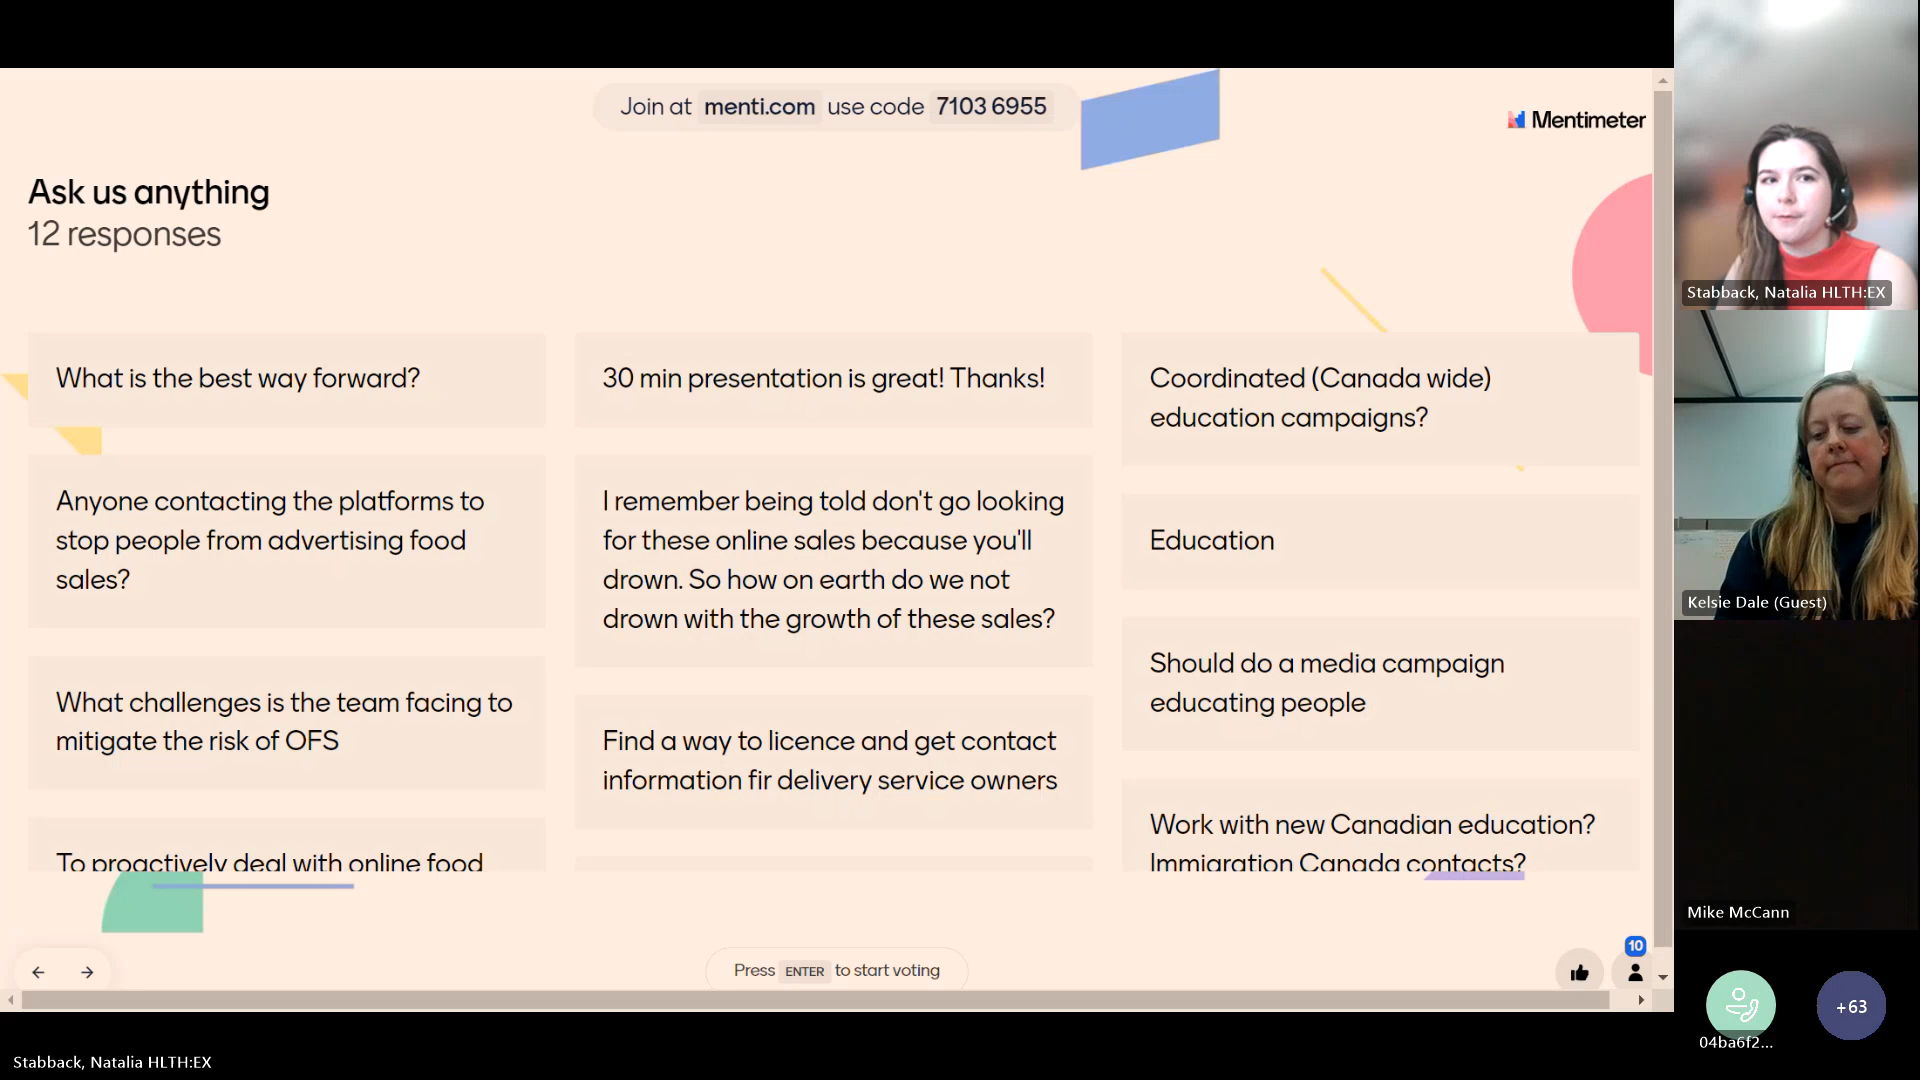 Join at menti.com use code 7103 6955
Mentimeter
Ask us anything
12 responses
What is the best way forward?
Anyone contacting the platforms to
stop people from advertising food
sales?
What challenges is the team facing to
mitigate the risk of OFS
To proactively deal with online food
30 min presentation is great! Thanks!
I remember being told don't go looking
for these online sales because you'll
drown. So how on earth do we not
drown with the growth of these sales?
Find a way to licence and get contact
information fir delivery service owners
Coordinated (Canada wide)
education campaigns?
Education
Should do a media campaign
educating people
Work with new Canadian education?
Immigration Canada contacts?
Press ENTER to start voting
10
Stabback, Natalia HLTH:EX
Kelsie Dale (Guest)
Mike McCann
04ba6f2...
+63
Stabback, Natalia HLTH:EX